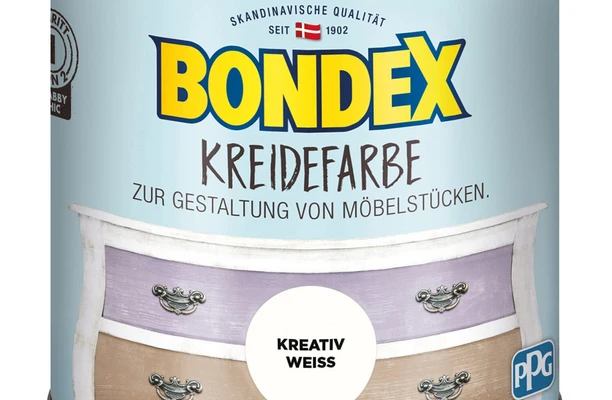 SKANDINAVISCHE QUALITÄT
SEIT 1902
BONDEX
KREIDEFARBE
ZUR GESTALTUNG VON MÖBELSTÜCKEN.
KREATIV
WEISS
PPG